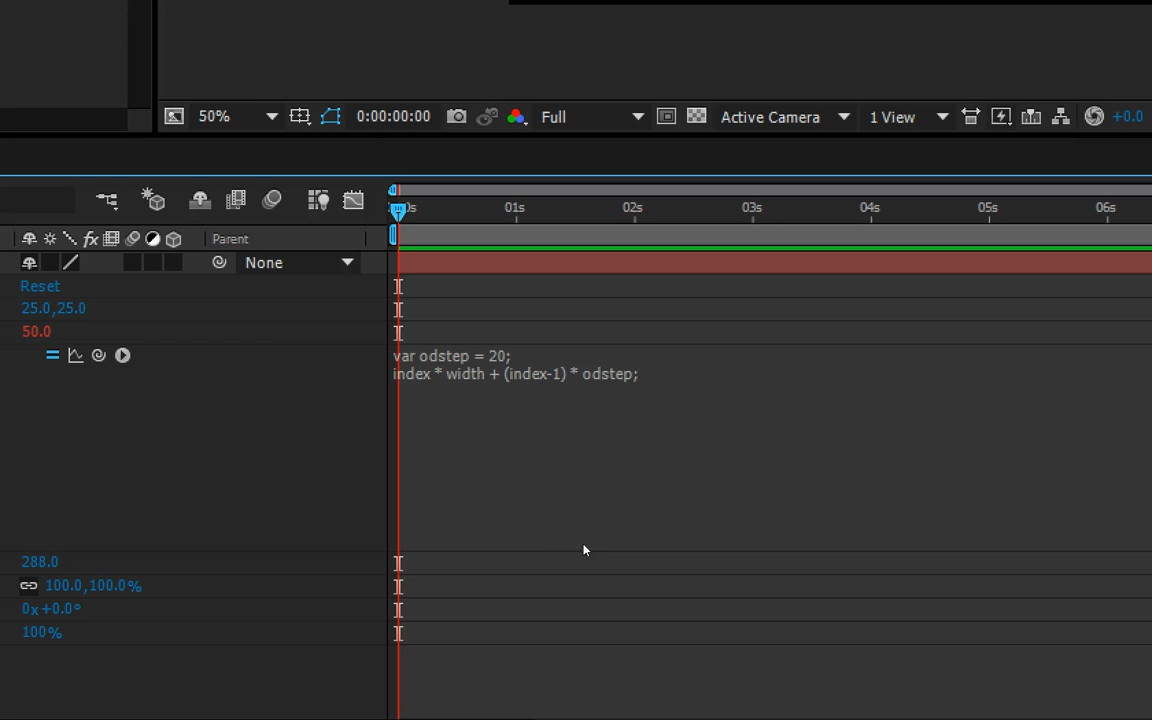 50%
0:00:00:00
Full
Active Camera
1 View
+0.0
0s
01s
02s
03s
04s
05s
06s
fx
Parent
None
Reset
25.0,25.0
50.0
var odstep = 20;
index * width + (index-1) * odstep;
288.0
100.0,100.0%
0x+0.0°
100%